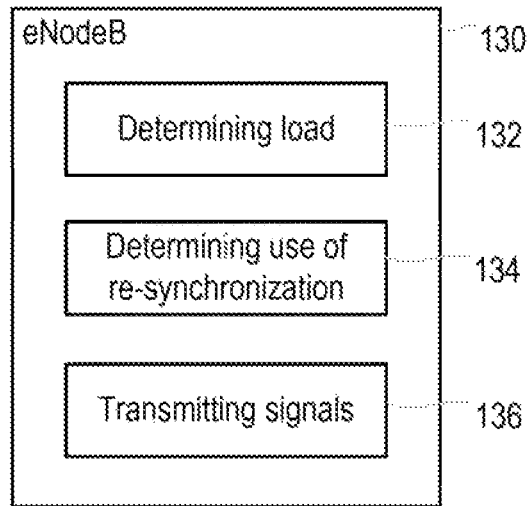 eNodeB
130
Determining load
132
Determining use of
re-synchronization
134
Transmitting signals
136